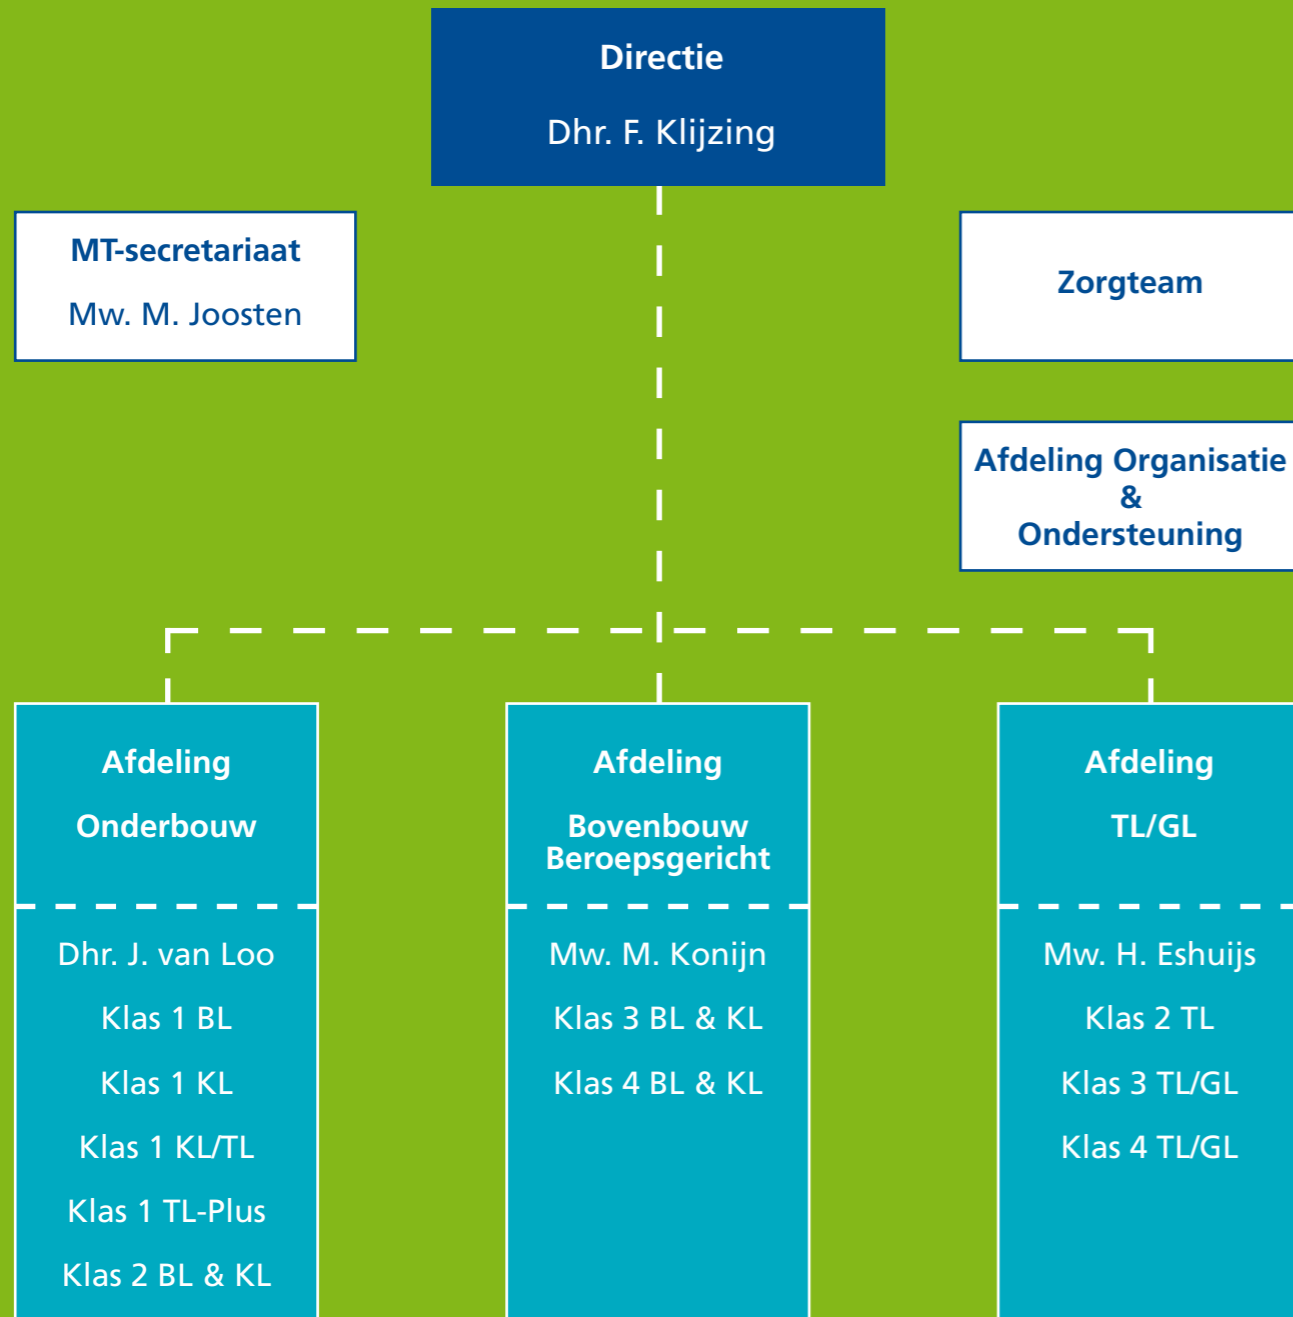 Directie
Dhr. F. Klijzing
MT-secretariaat
Mw. M. Joosten
Zorgteam
Afdeling Organisatie
&
Ondersteuning
Afdeling
Onderbouw
Dhr. J. van Loo
Klas 1 BL
Klas 1 KL
Klas 1 KL/TL
Klas 1 TL-Plus
Klas 2 BL & KL
Afdeling
Bovenbouw
Beroepsgericht
Mw. M. Konijn
Klas 3 BL & KL
Klas 4 BL & KL
Afdeling
TL/GL
Mw. H. Eshuijs
Klas 2 TL
Klas 3 TL/GL
Klas 4 TL/GL